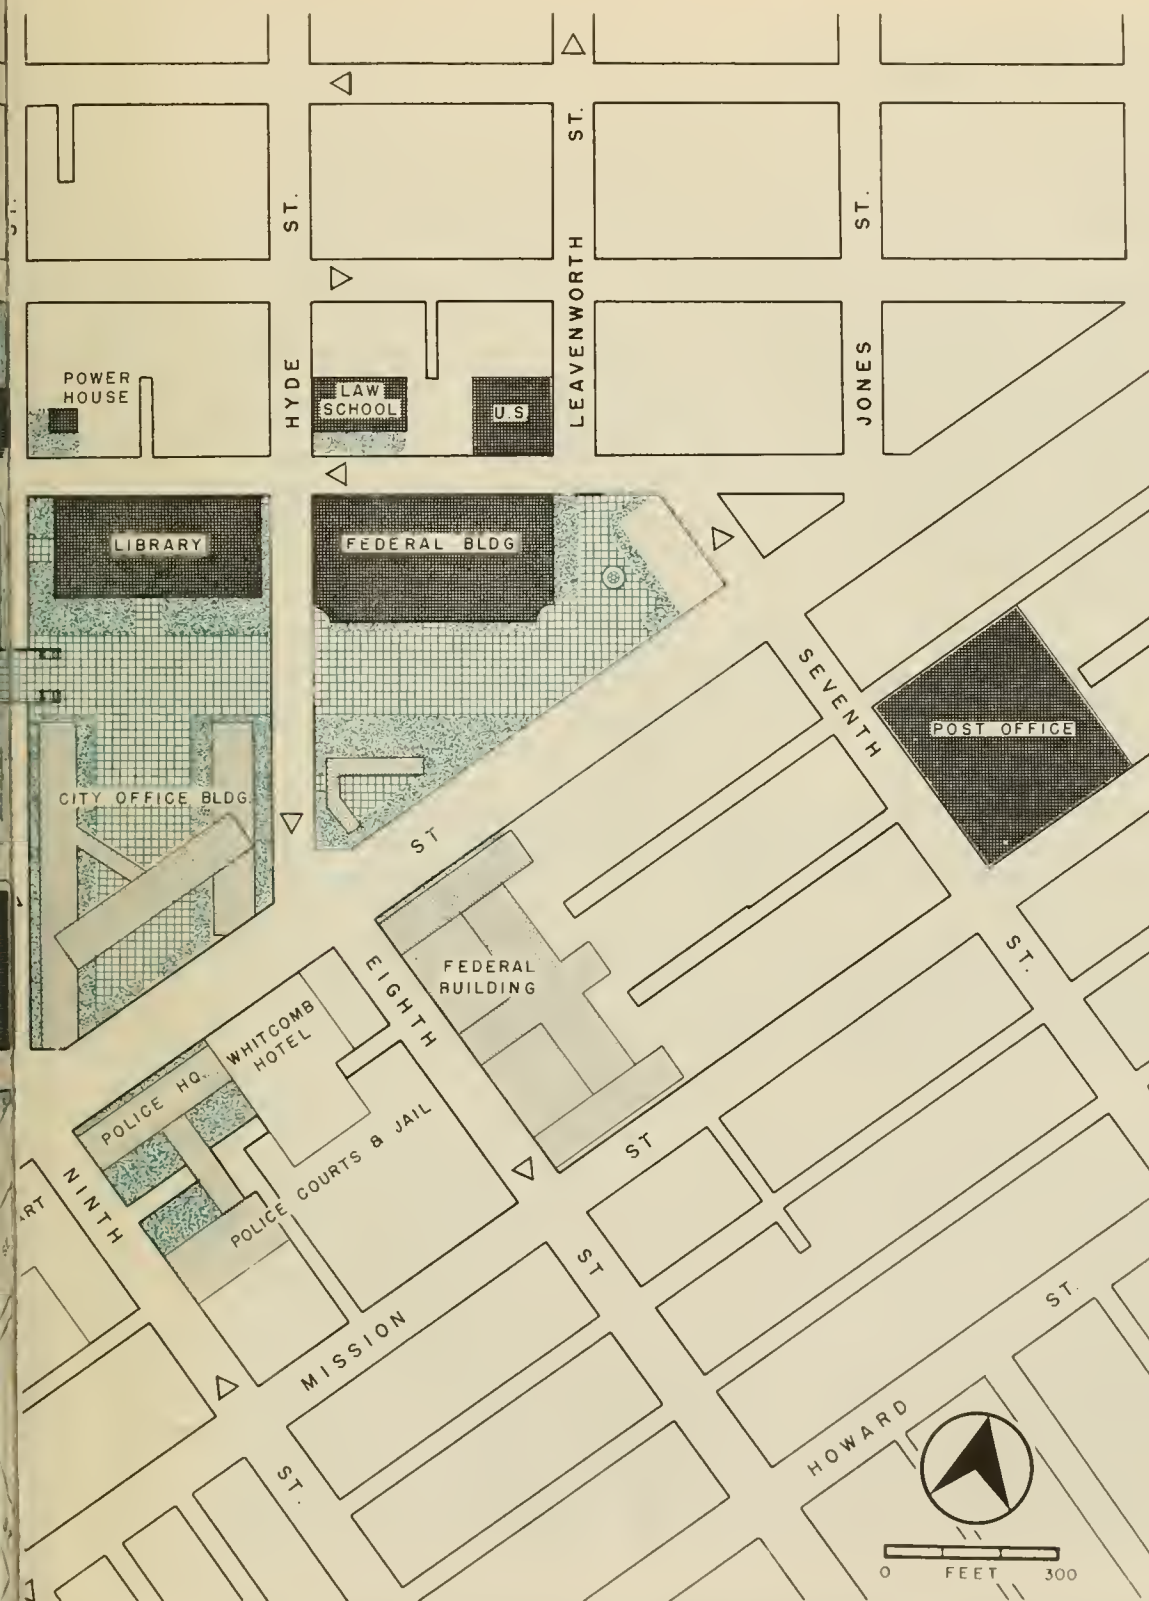 ST.
ST.
ST.
HYDE
LEAVENWORTH
JONES
POWER
HOUSE
LAW
SCHOOL
U.S
LIBRARY
FEDERAL BLDG
SEVENTH
POST OFFICE
CITY OFFICE BLDG.
ST
EIGHTH
FEDERAL
BUILDING
ST.
WHITCOMB
HOTEL
POLICE HQ.
POLICE COURTS & JAIL
ST
NINTH
ART
ST
MISSION
ST.
HOWARD
ST.
0 FEET 300